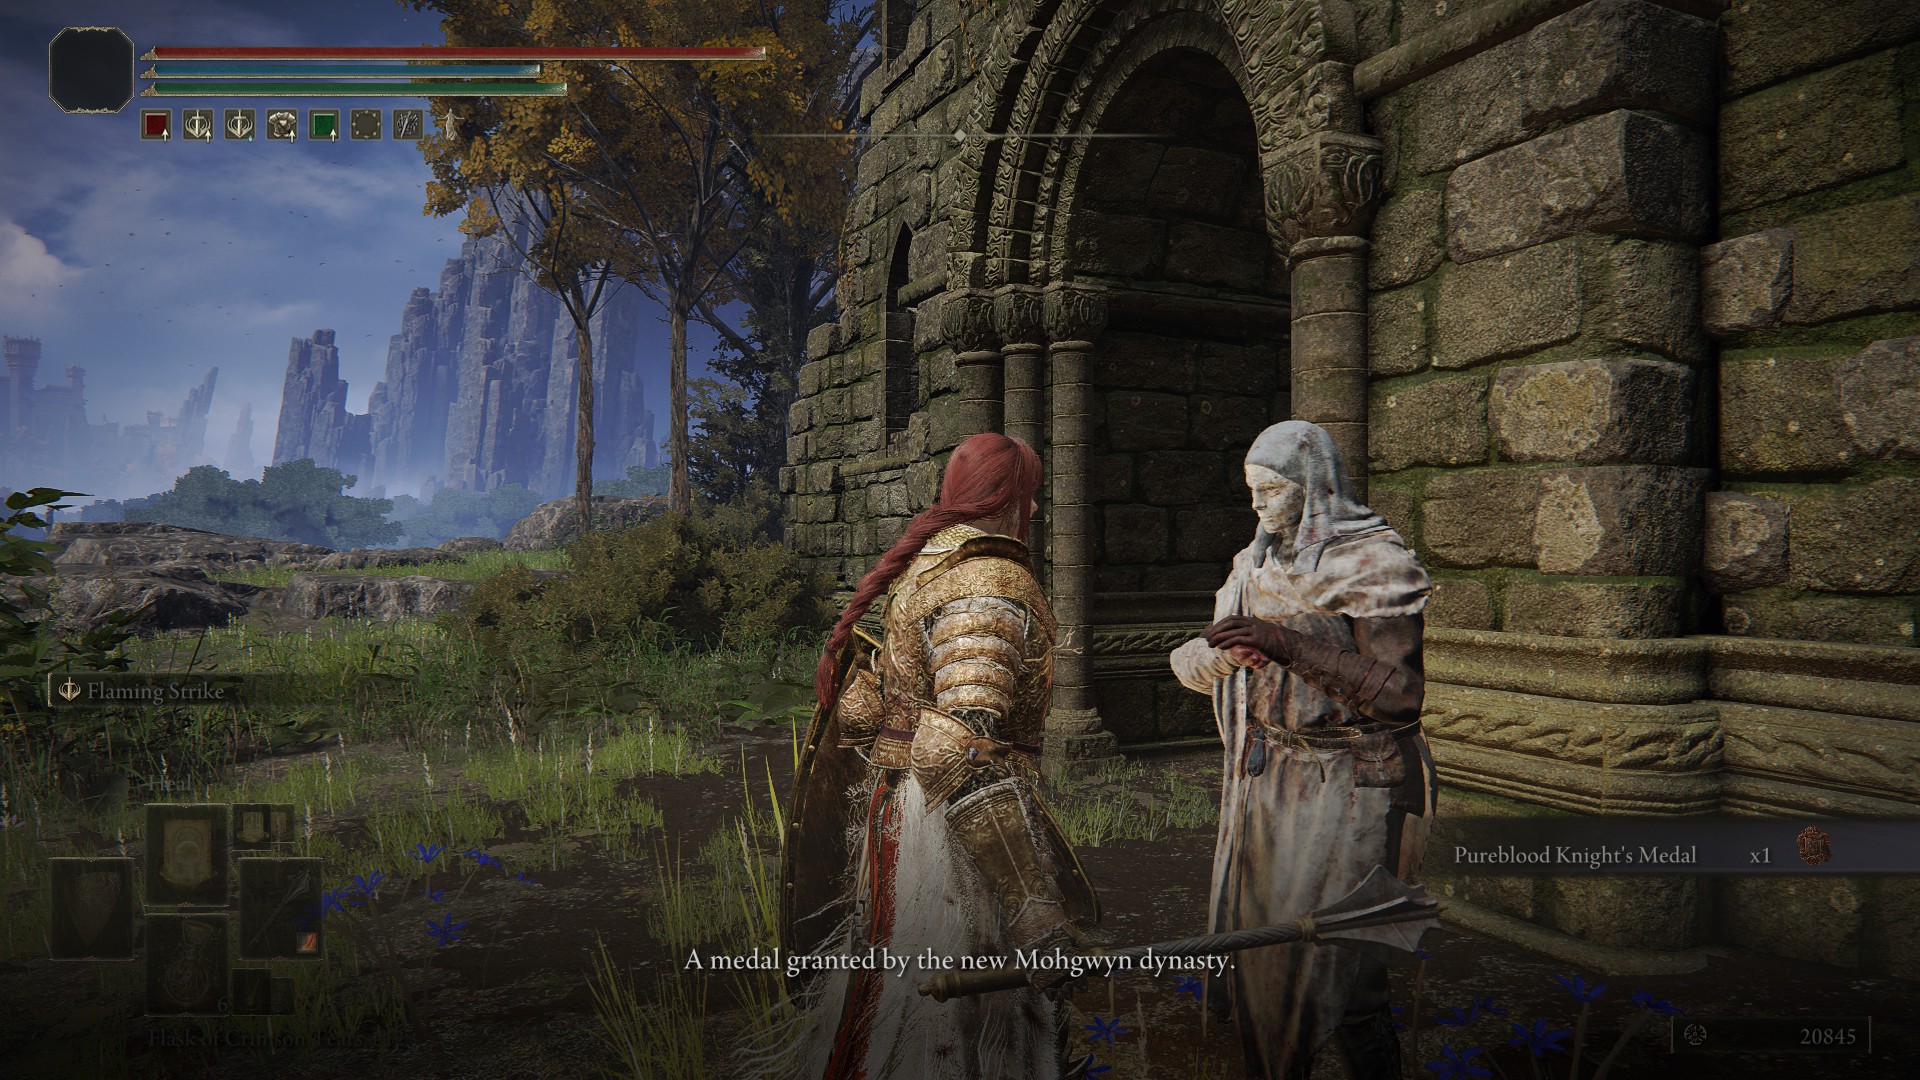 Flaming Strike
Heal
Pureblood Knight's Medal x1
A medal granted by the new Mohgwyn dynasty.
6
Flask of Crimson Tears
20845